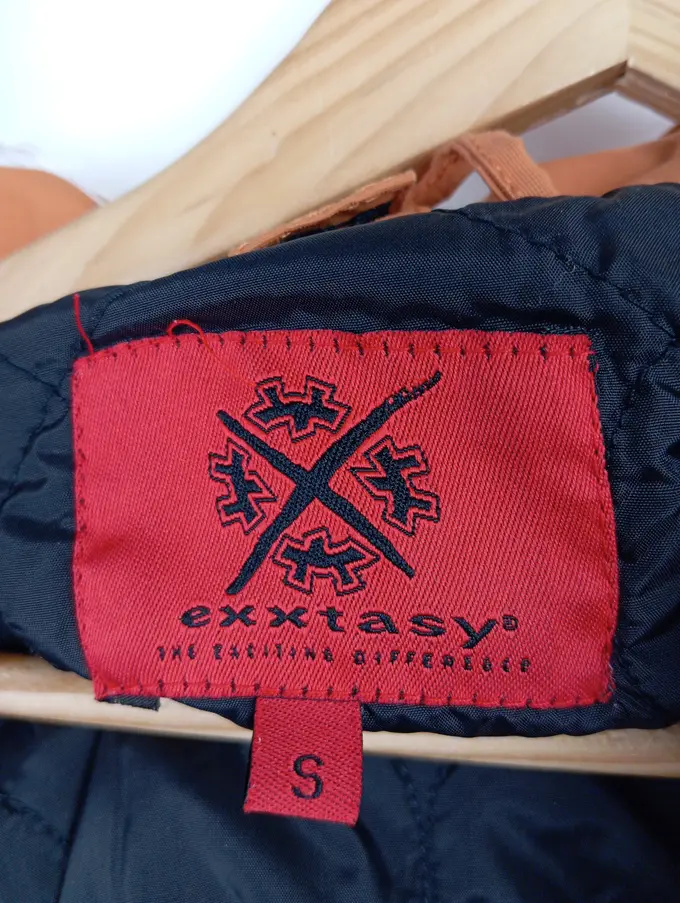 exxtasy®
THE EXCITING DIFFERENCE
S